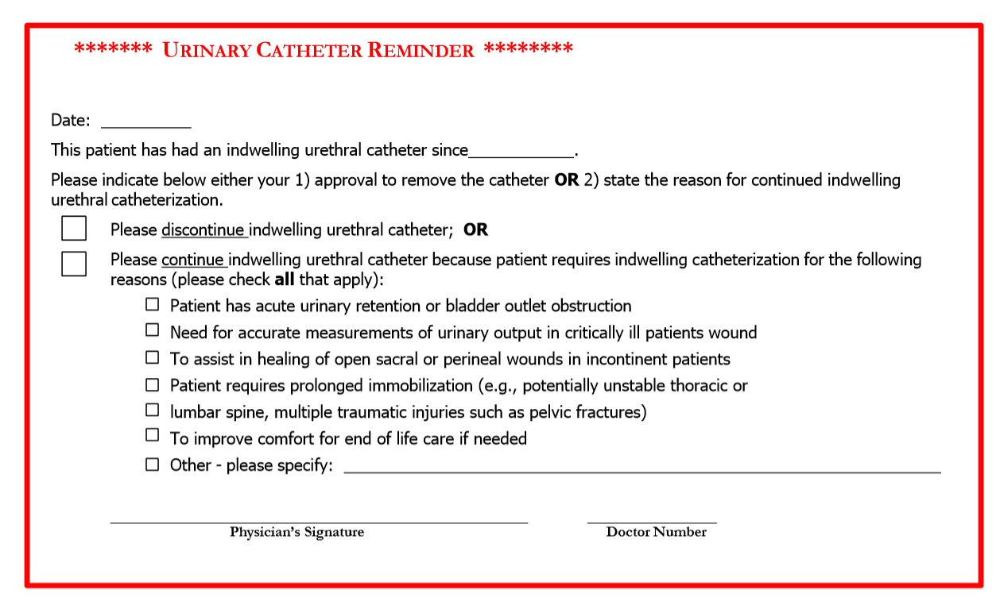 ******* URINARY CATHETER REMINDER ********
Date: __________
This patient has had an indwelling urethral catheter since____________.
Please indicate below either your 1) approval to remove the catheter OR 2) state the reason for continued indwelling
urethral catheterization.
Please discontinue indwelling urethral catheter; OR
Please continue indwelling urethral catheter because patient requires indwelling catheterization for the following
reasons (please check all that apply):
Patient has acute urinary retention or bladder outlet obstruction
Need for accurate measurements of urinary output in critically ill patients wound
To assist in healing of open sacral or perineal wounds in incontinent patients
Patient requires prolonged immobilization (e.g., potentially unstable thoracic or
lumbar spine, multiple traumatic injuries such as pelvic fractures)
To improve comfort for end of life care if needed
Other - please specify: ____________________
Physician's Signature Doctor Number